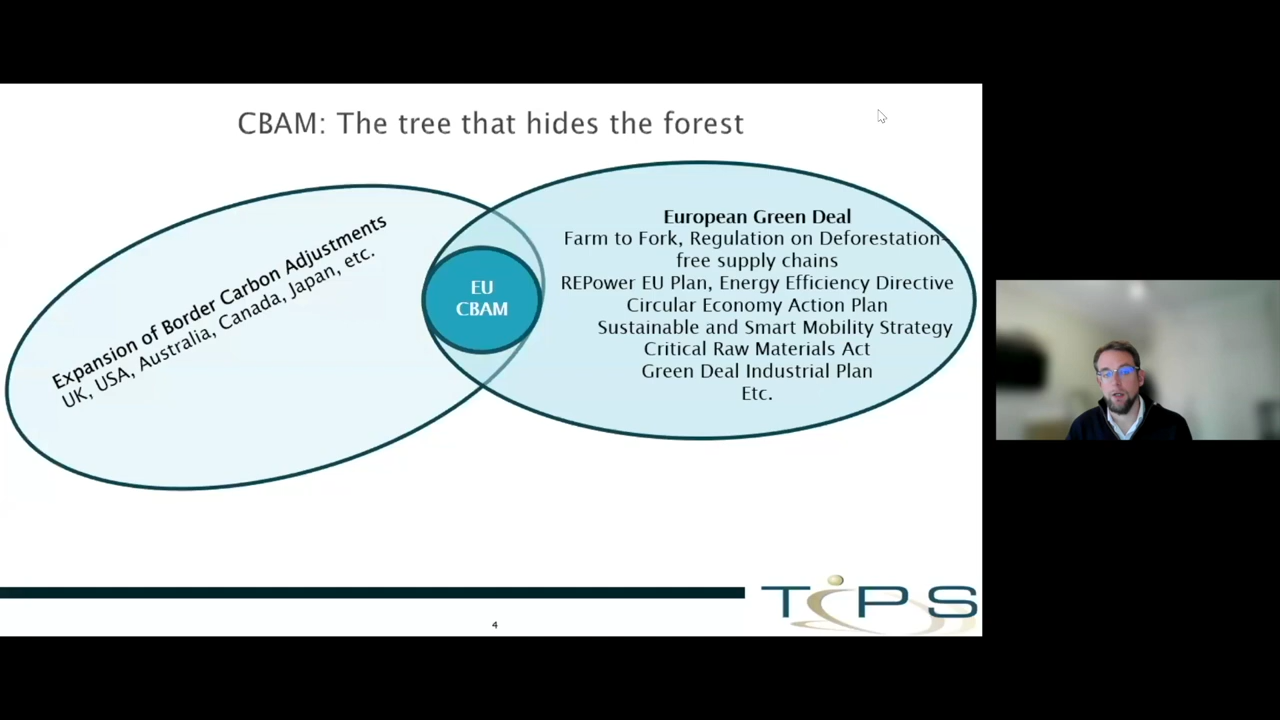 CBAM: The tree that hides the forest
Expansion of Border Carbon Adjustments
UK, USA, Australia, Canada, Japan, etc.
EU
CBAM
European Green Deal
Farm to Fork, Regulation on Deforestation-
free supply chains
REPower EU Plan, Energy Efficiency Directive
Circular Economy Action Plan
Sustainable and Smart Mobility Strategy
Critical Raw Materials Act
Green Deal Industrial Plan
Etc.
4
TIPS